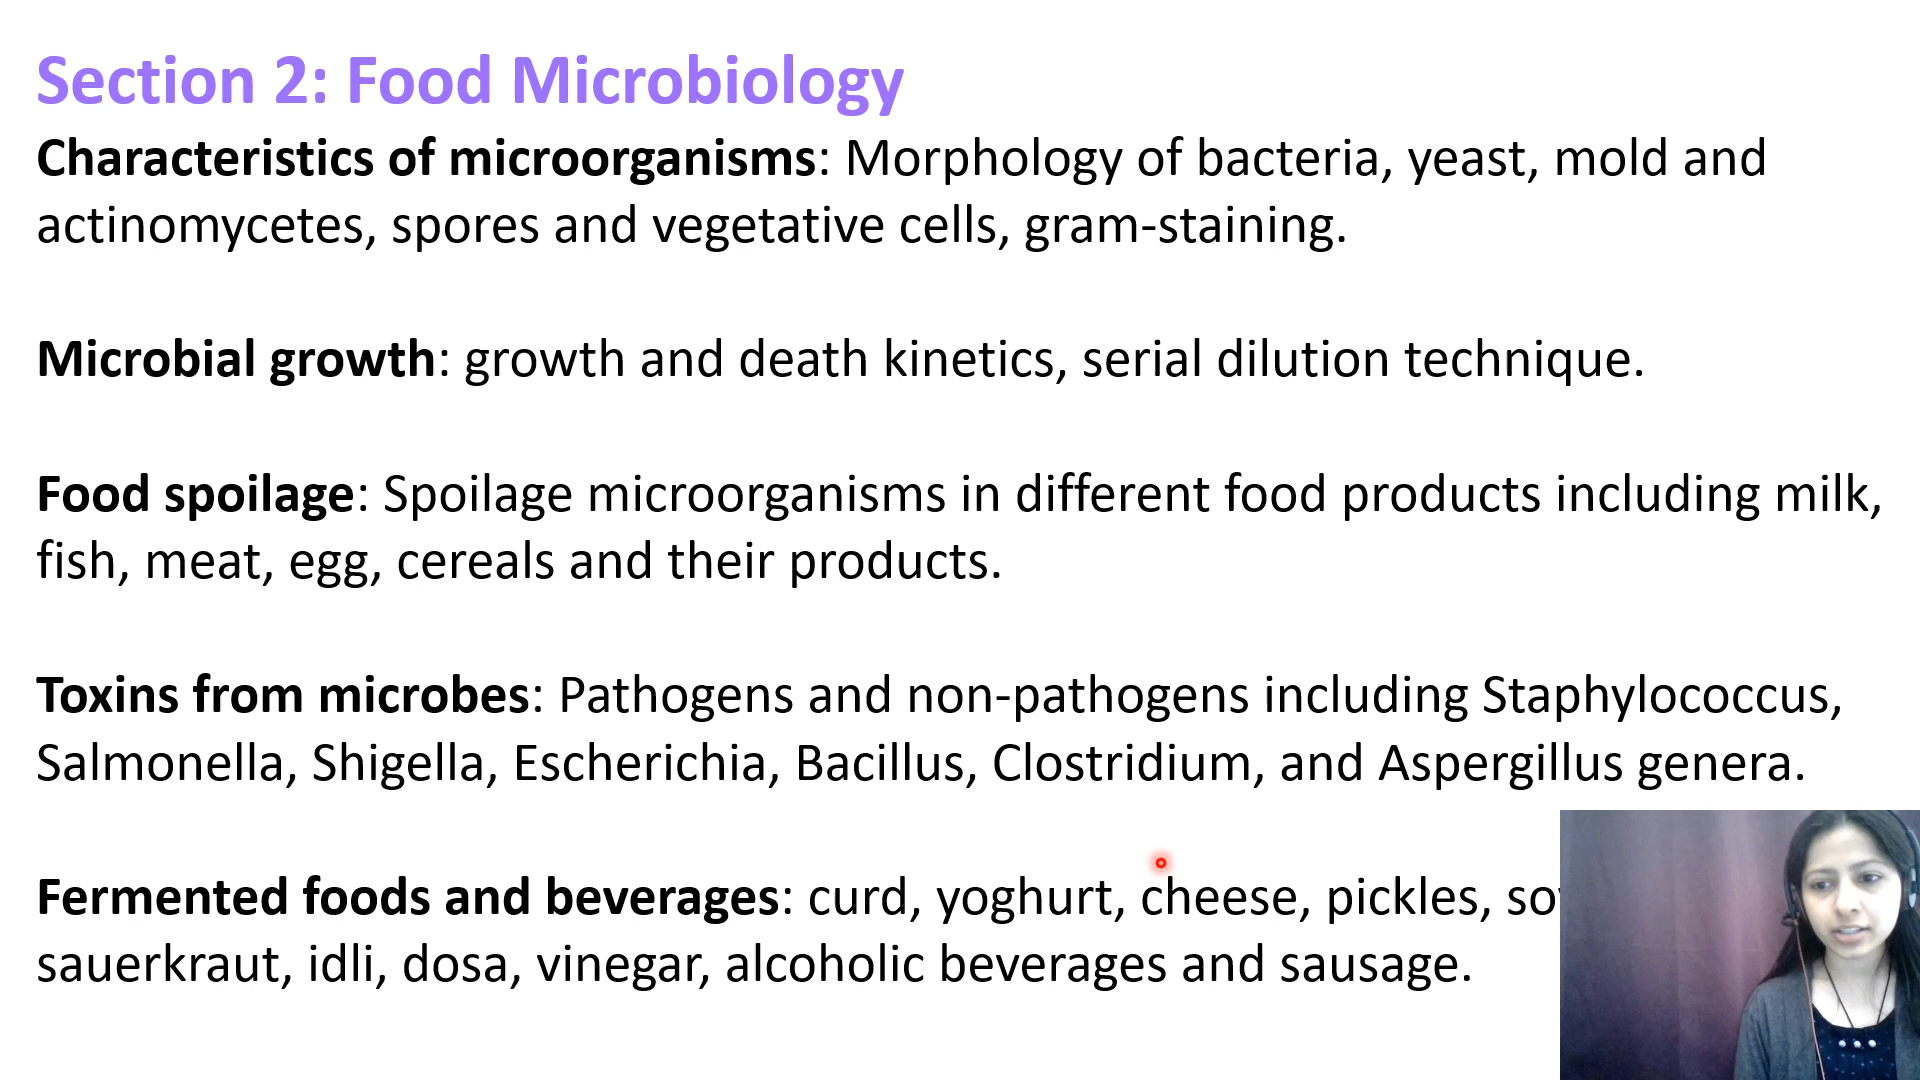 Section 2: Food Microbiology
Characteristics of microorganisms: Morphology of bacteria, yeast, mold and
actinomycetes, spores and vegetative cells, gram-staining.
Microbial growth: growth and death kinetics, serial dilution technique.
Food spoilage: Spoilage microorganisms in different food products including milk,
fish, meat, egg, cereals and their products.
Toxins from microbes: Pathogens and non-pathogens including Staphylococcus,
Salmonella, Shigella, Escherichia, Bacillus, Clostridium, and Aspergillus genera.
Fermented foods and beverages: curd, yoghurt, cheese, pickles,
sauerkraut, idli, dosa, vinegar, alcoholic beverages and sausage.